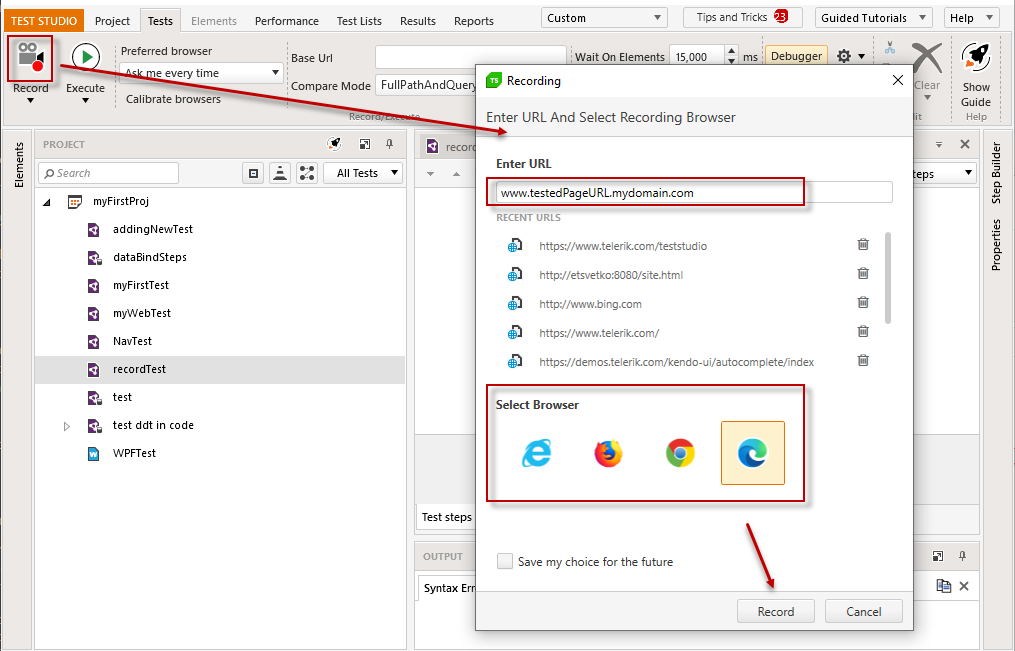 TEST STUDIO Project Tests Elements Performance Test Lists Results Reports Custom Tips and Tricks 23 Guided Tutorials Help
Record
Execute
Preferred browser
Ask me every time
Calibrate browsers
Base Url
Compare Mode FullPathAndQuery
Record/Execute
Wait On Elements 15,000 ms Debugger
Clear
Show
Guide
Help
Elements
PROJECT
Search
All Tests
myFirstProj
addingNewTest
dataBindSteps
myFirstTest
myWebTest
NavTest
recordTest
test
test ddt in code
WPFTest
record
Test steps
OUTPUT
Syntax Err
TS Recording
Enter URL And Select Recording Browser
Enter URL
www.testedPageURL.mydomain.com
RECENT URLS
https://www.telerik.com/teststudio
http://etsvetko:8080/site.html
http://www.bing.com
https://www.telerik.com/
https://demos.telerik.com/kendo-ui/autocomplete/index
Select Browser
Save my choice for the future
Record Cancel
teps
Step Builder
Properties